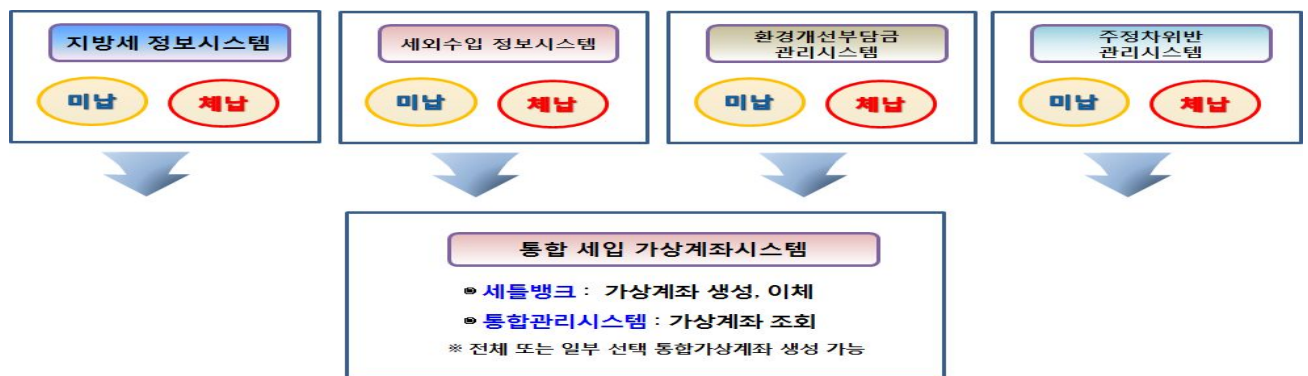 지방세 정보시스템
미납
체납
세외수입 정보시스템
미납
체납
환경개선부담금
관리시스템
미납
체납
주정차위반
관리시스템
미납
체납
통합 세입 가상계좌시스템
세틀뱅크 : 가상계좌 생성, 이체
통합관리시스템 : 가상계좌 조회
※ 전체 또는 일부 선택 통합가상계좌 생성 가능